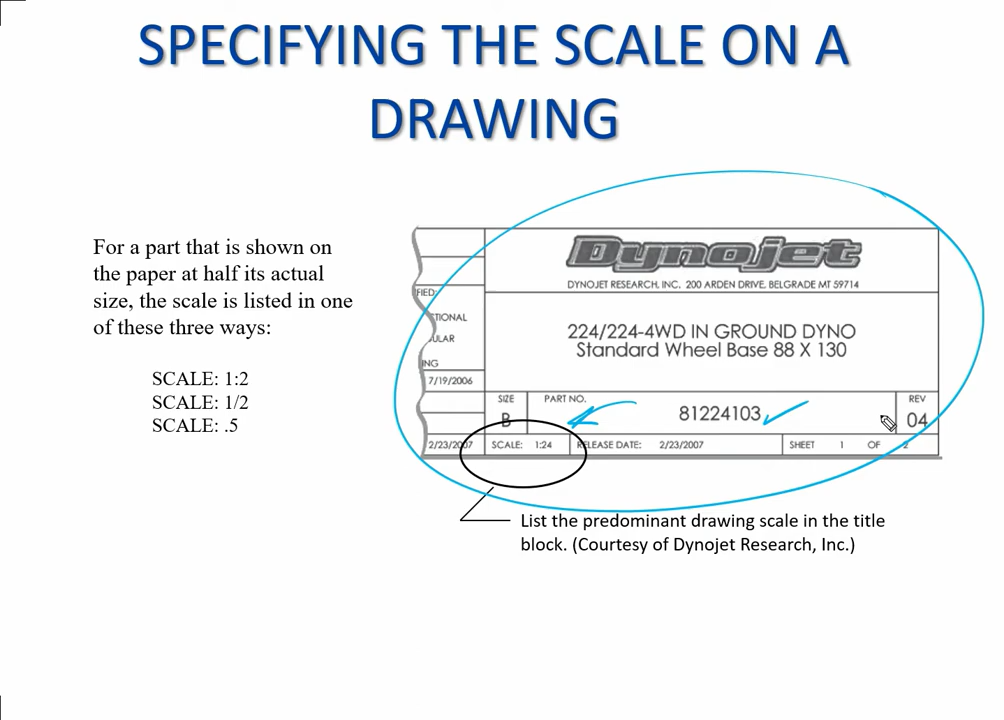 SPECIFYING THE SCALE ON A
DRAWING
For a part that is shown on
the paper at half its actual
size, the scale is listed in one
of these three ways:
SCALE: 1:2
SCALE: 1/2
SCALE: .5
Dynojet
DYNOJET RESEARCH, INC. 200 ARDEN DRIVE, BELGRADE MT 59714
FIED:
TIONAL
ULAR
ING
7/19/2006
2/23/2007
224/224-4WD IN GROUND DYNO
Standard Wheel Base 88 X 130
SIZE
B
PART NO.
81224103
REV
04
SCALE: 1:24
RELEASE DATE: 2/23/2007
SHEET 1 OF 2
List the predominant drawing scale in the title
block. (Courtesy of Dynojet Research, Inc.)